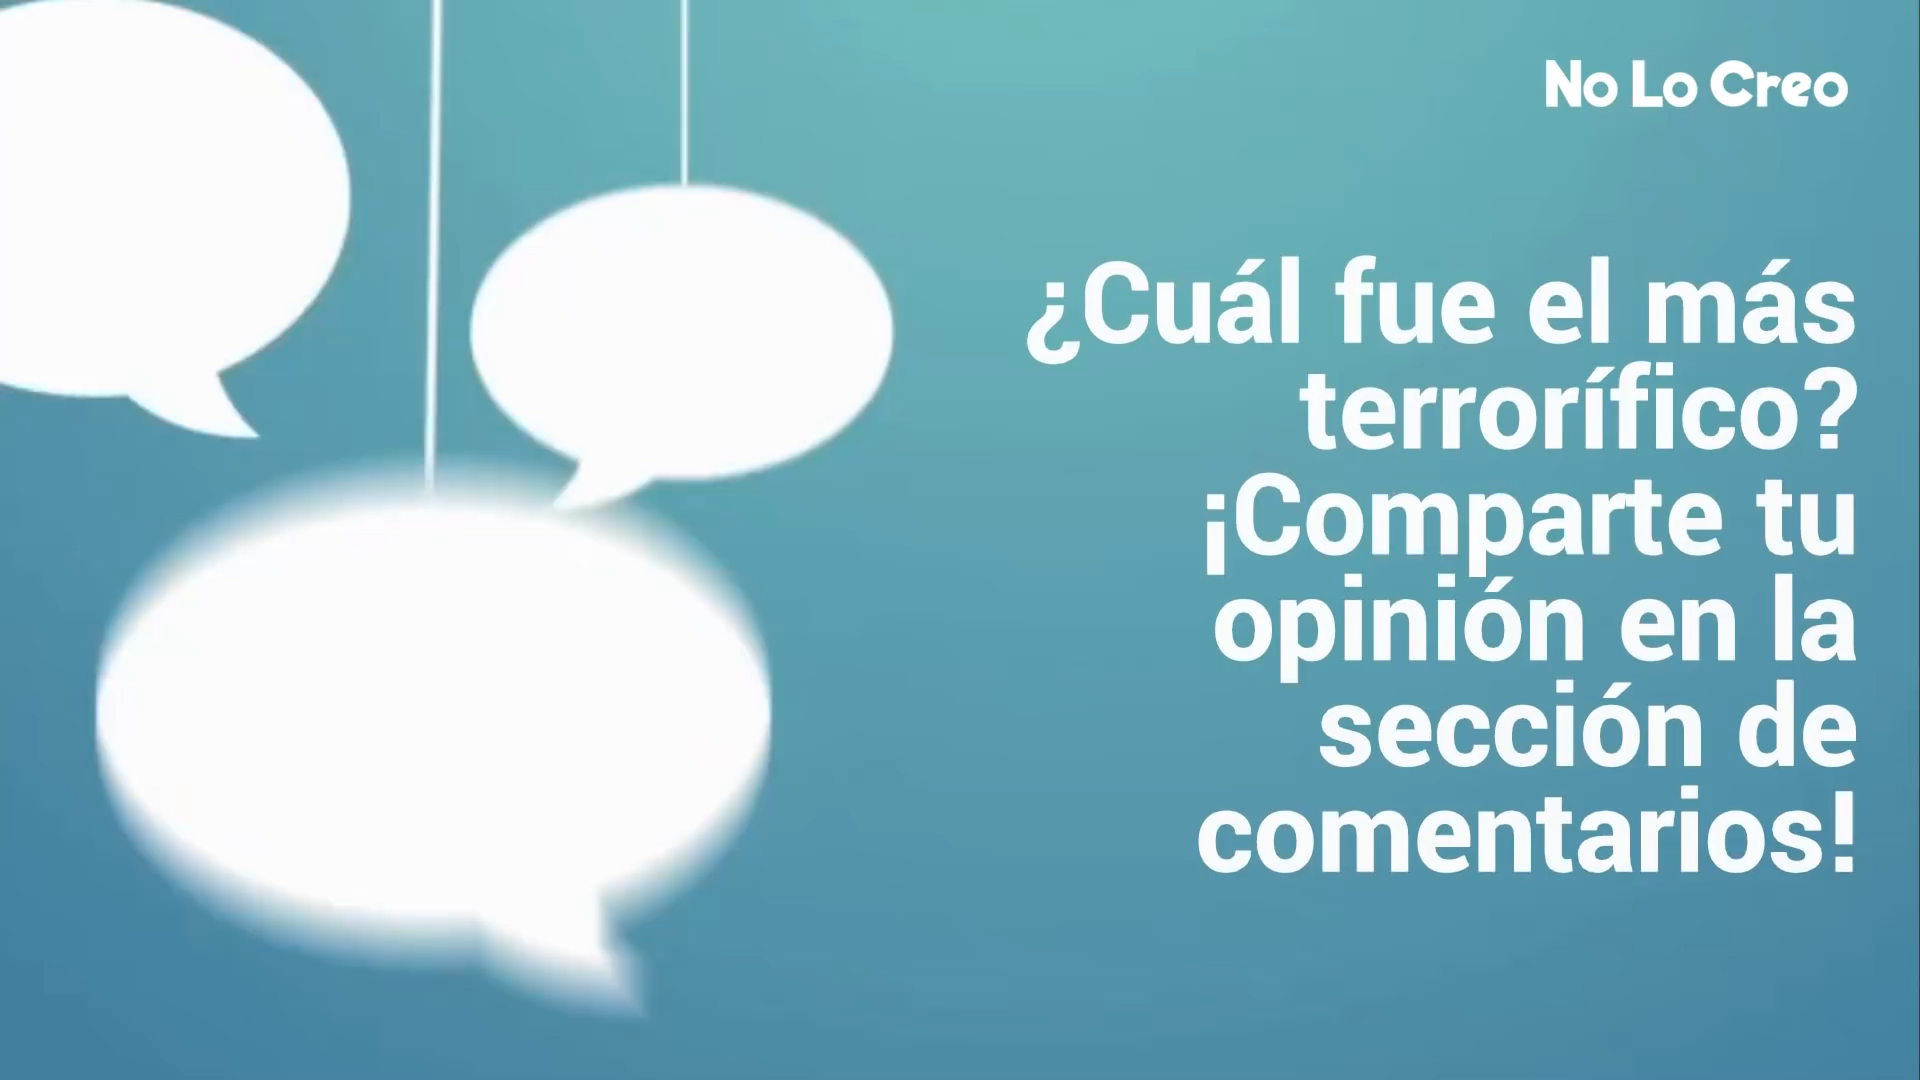 No Lo Creo
¿Cuál fue el más
terrorífico?
¡Comparte tu
opinión en la
sección de
comentarios!